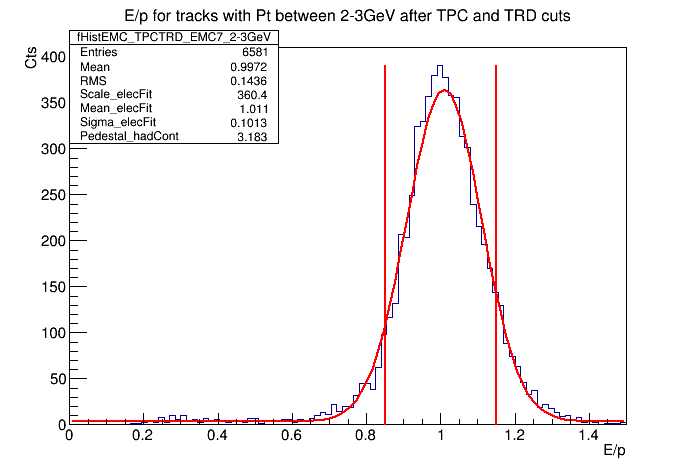 E/p for tracks with Pt between 2-3GeV after TPC and TRD cuts
Cts
fHistEMC_TPCTRD_EMC7_2-3GeV
Entries 6581
Mean 0.9972
RMS 0.1436
Scale_elecFit 360.4
Mean_elecFit 1.011
Sigma_elecFit 0.1013
Pedestal_hadCont 3.183
400
350
300
250
200
150
100
50
0
0 0.2 0.4 0.6 0.8 1 1.2 1.4
E/p